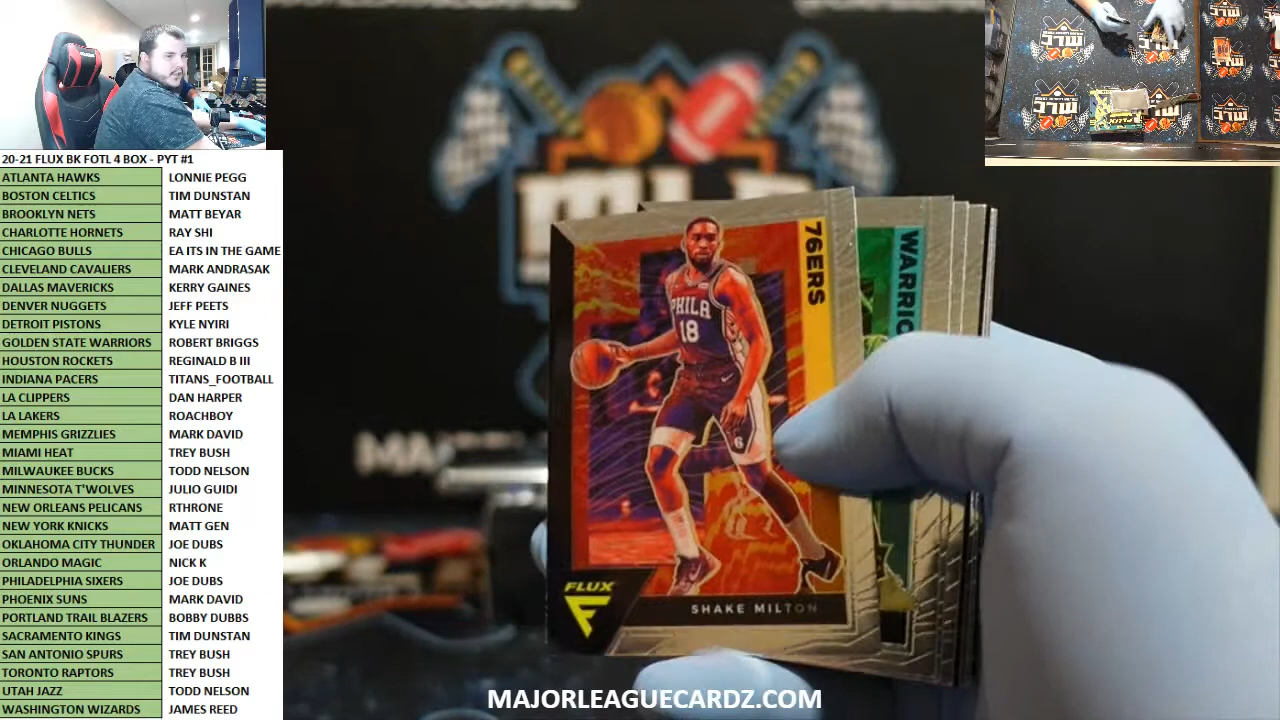 20-21 FLUX BK FOTL 4 BOX - PYT #1
ATLANTA HAWKS LONNIE PEGG
BOSTON CELTICS TIM DUNSTAN
BROOKLYN NETS MATT BEYAR
CHARLOTTE HORNETS RAY SHI
CHICAGO BULLS EA ITS IN THE GAME
CLEVELAND CAVALIERS MARK ANDRASAK
DALLAS MAVERICKS KERRY GAINES
DENVER NUGGETS JEFF PEETS
DETROIT PISTONS KYLE NYIRI
GOLDEN STATE WARRIORS ROBERT BRIGGS
HOUSTON ROCKETS REGINALD B III
INDIANA PACERS TITANS_FOOTBALL
LA CLIPPERS DAN HARPER
LA LAKERS ROACHBOY
MEMPHIS GRIZZLIES MARK DAVID
MIAMI HEAT TREY BUSH
MILWAUKEE BUCKS TODD NELSON
MINNESOTA T'WOLVES JULIO GUIDI
NEW ORLEANS PELICANS RTHRONE
NEW YORK KNICKS MATT GEN
OKLAHOMA CITY THUNDER JOE DUBS
ORLANDO MAGIC NICK K
PHILADELPHIA SIXERS JOE DUBS
PHOENIX SUNS MARK DAVID
PORTLAND TRAIL BLAZERS BOBBY DUBBS
SACRAMENTO KINGS TIM DUNSTAN
SAN ANTONIO SPURS TREY BUSH
TORONTO RAPTORS TREY BUSH
UTAH JAZZ TODD NELSON
WASHINGTON WIZARDS JAMES REED
76ERS
WARRIO
PHILA
18
6
FLUX
SHAKE MILTON
MLC
MLC
MLC
MLC
MAJORLEAGUECARDZ.COM